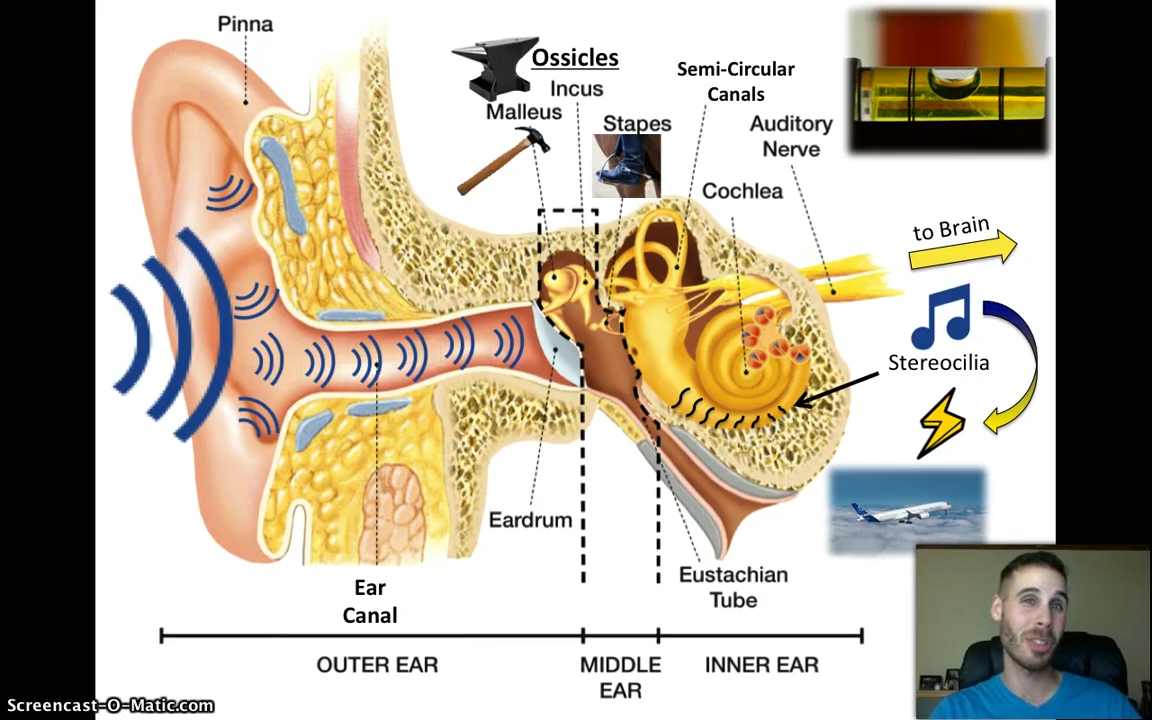 Pinna
Ossicles
Incus
Malleus
Stapes
Semi-Circular
Canals
Auditory
Nerve
Cochlea
to Brain
Stereocilia
Eardrum
Ear
Canal
Eustachian
Tube
OUTER EAR
MIDDLE
EAR
INNER EAR
Screencast-O-Matic.com